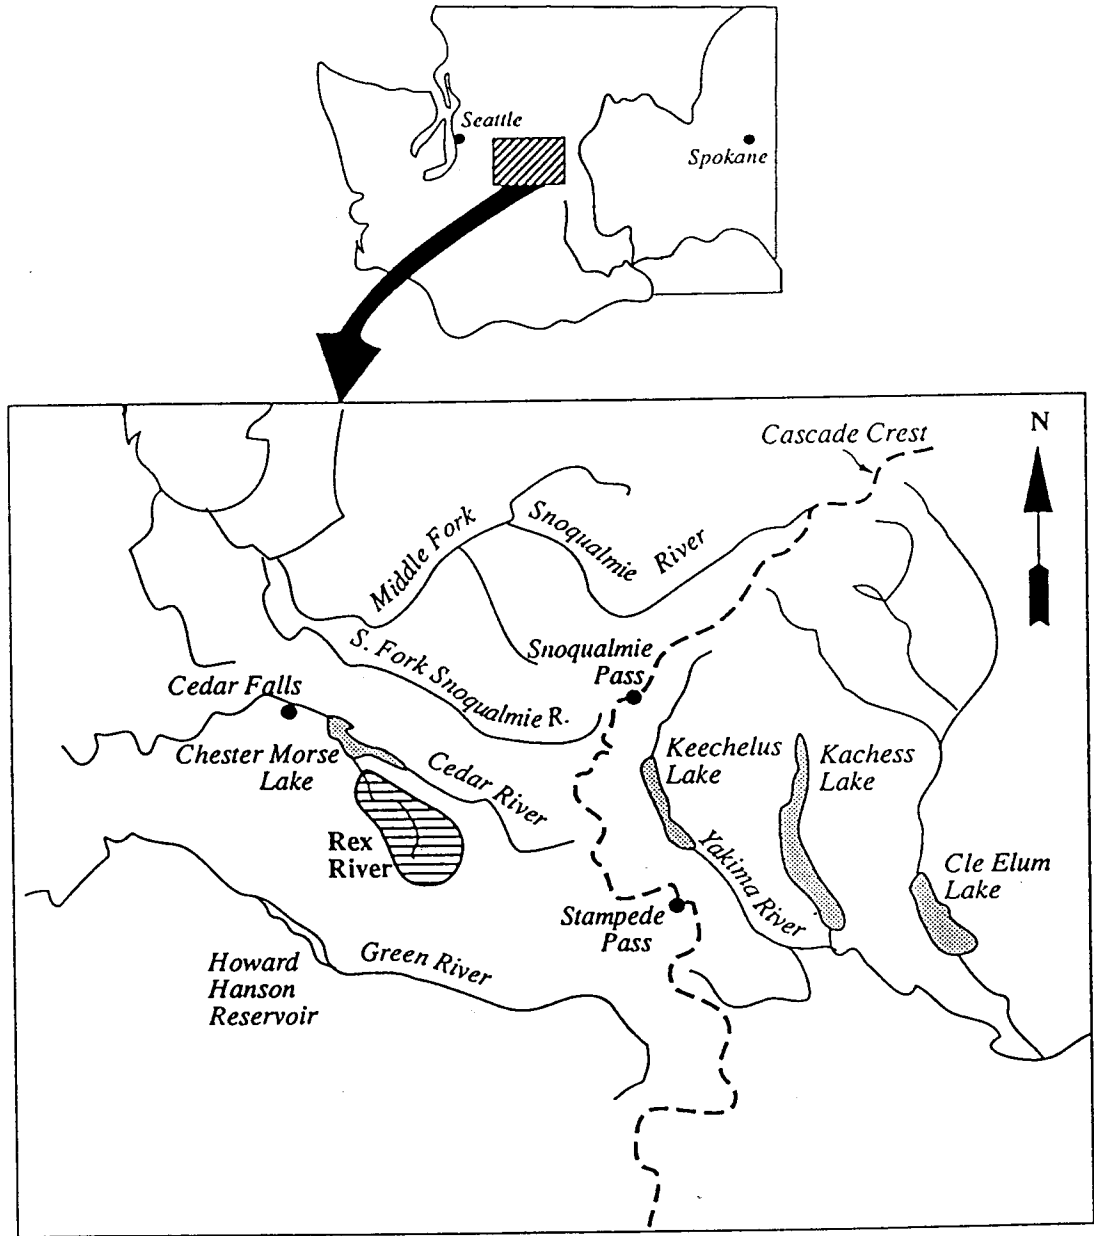 Seattle
Spokane
Cascade Crest
N
Middle Fork
Snoqualmie
River
S. Fork Snoqualmie R.
Snoqualmie
Pass
Cedar Falls
Chester Morse
Lake
Cedar River
Keechelus
Lake
Kachess
Lake
Rex
River
Yakima River
Cle Elum
Lake
Stampede
Pass
Howard
Hanson
Reservoir
Green River